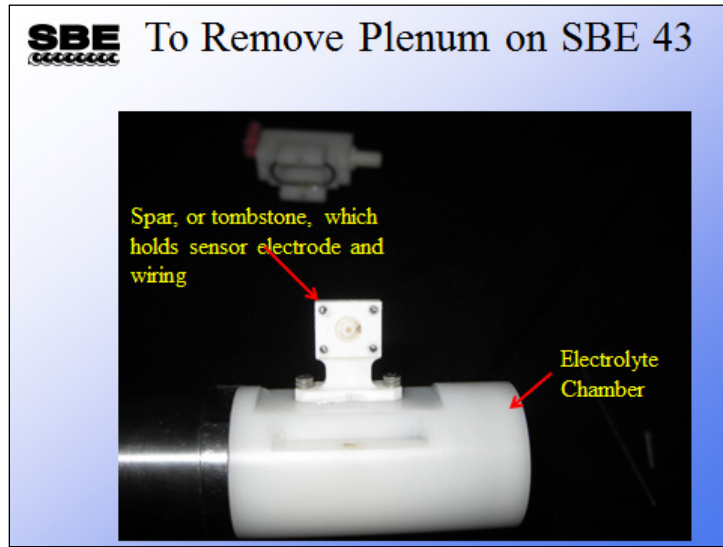 SBE To Remove Plenum on SBE 43
Spar, or tombstone, which
holds sensor electrode and
wiring
Electrolyte
Chamber